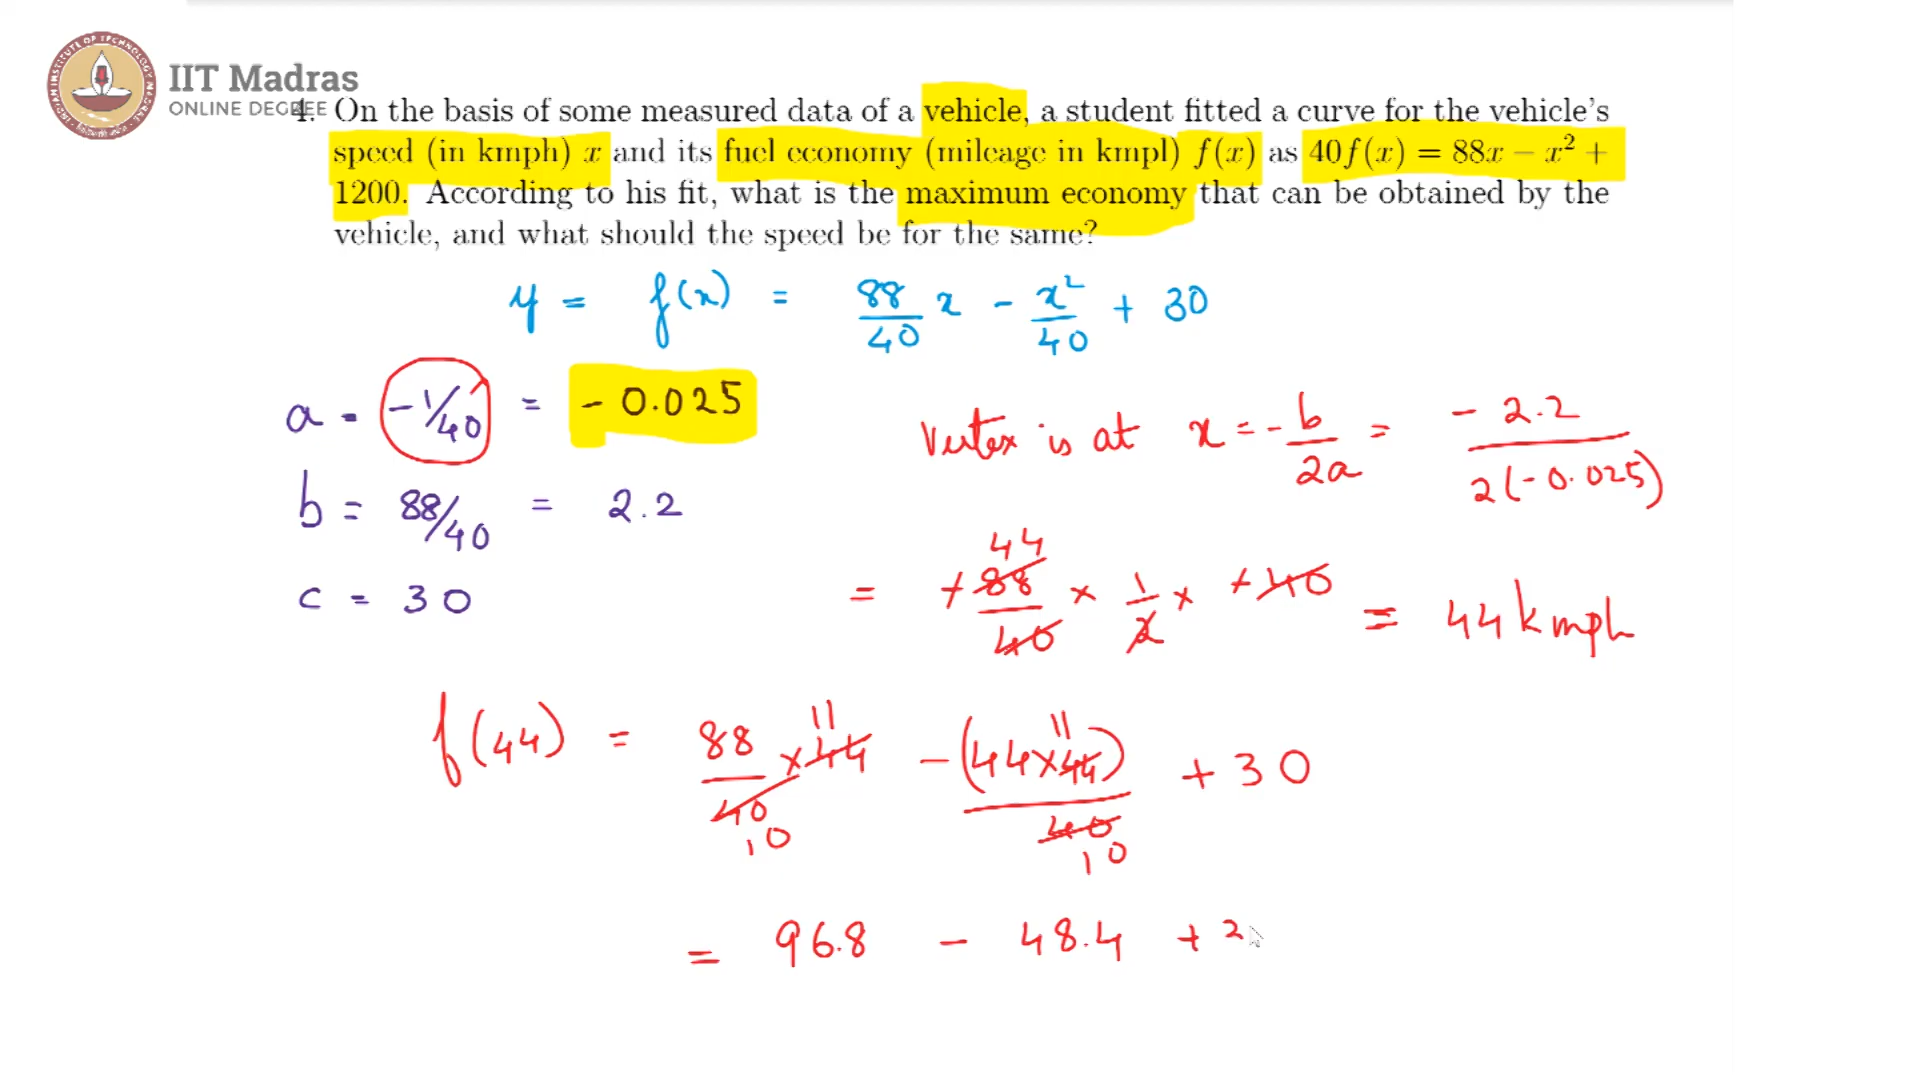 IIT Madras
ONLINE DEGREE
4. On the basis of some measured data of a vehicle, a student fitted a curve for the vehicle's
speed (in kmph) x and its fuel economy (mileage in kmpl) f(x) as 40f(x) = 88x − x² +
1200. According to his fit, what is the maximum economy that can be obtained by the
vehicle, and what should the speed be for the same?
y = f(x) = 88/40 x - x²/40 + 30
a = -1/40 = -0.025
Vertex is at x = -b/2a = -2.2/2(-0.025)
b = 88/40 = 2.2
= +88/40 44 × 1/2 × +40 = 44 kmph
c = 30
f(44) = 88/40 10 × 44 11 - (44×44 11)/40 10 + 30
= 96.8 - 48.4 +